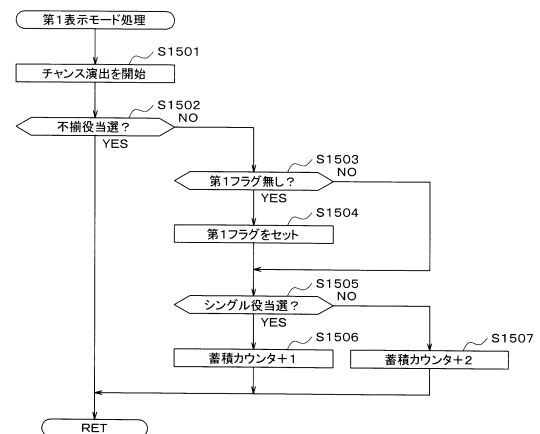 第1表示モード処理
S1501
チャンス演出を開始
S1502
不揃役当選？
NO
YES
S1503
第1フラグ無し？
NO
YES
S1504
第1フラグをセット
S1505
シングル役当選？
NO
YES
S1506
蓄積カウンタ＋1
S1507
蓄積カウンタ＋2
RET